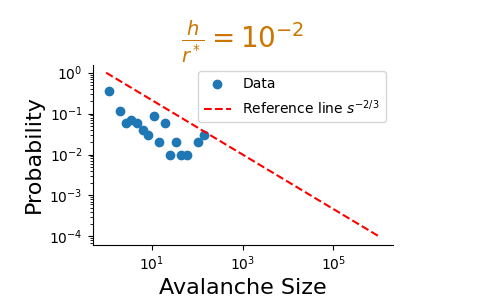 $\frac{h}{r^*} = 10^{-2}$
Data
Reference line $s^{-2/3}$
Probability
$10^0$
$10^{-1}$
$10^{-2}$
$10^{-3}$
$10^{-4}$
$10^1$ $10^3$ $10^5$
Avalanche Size